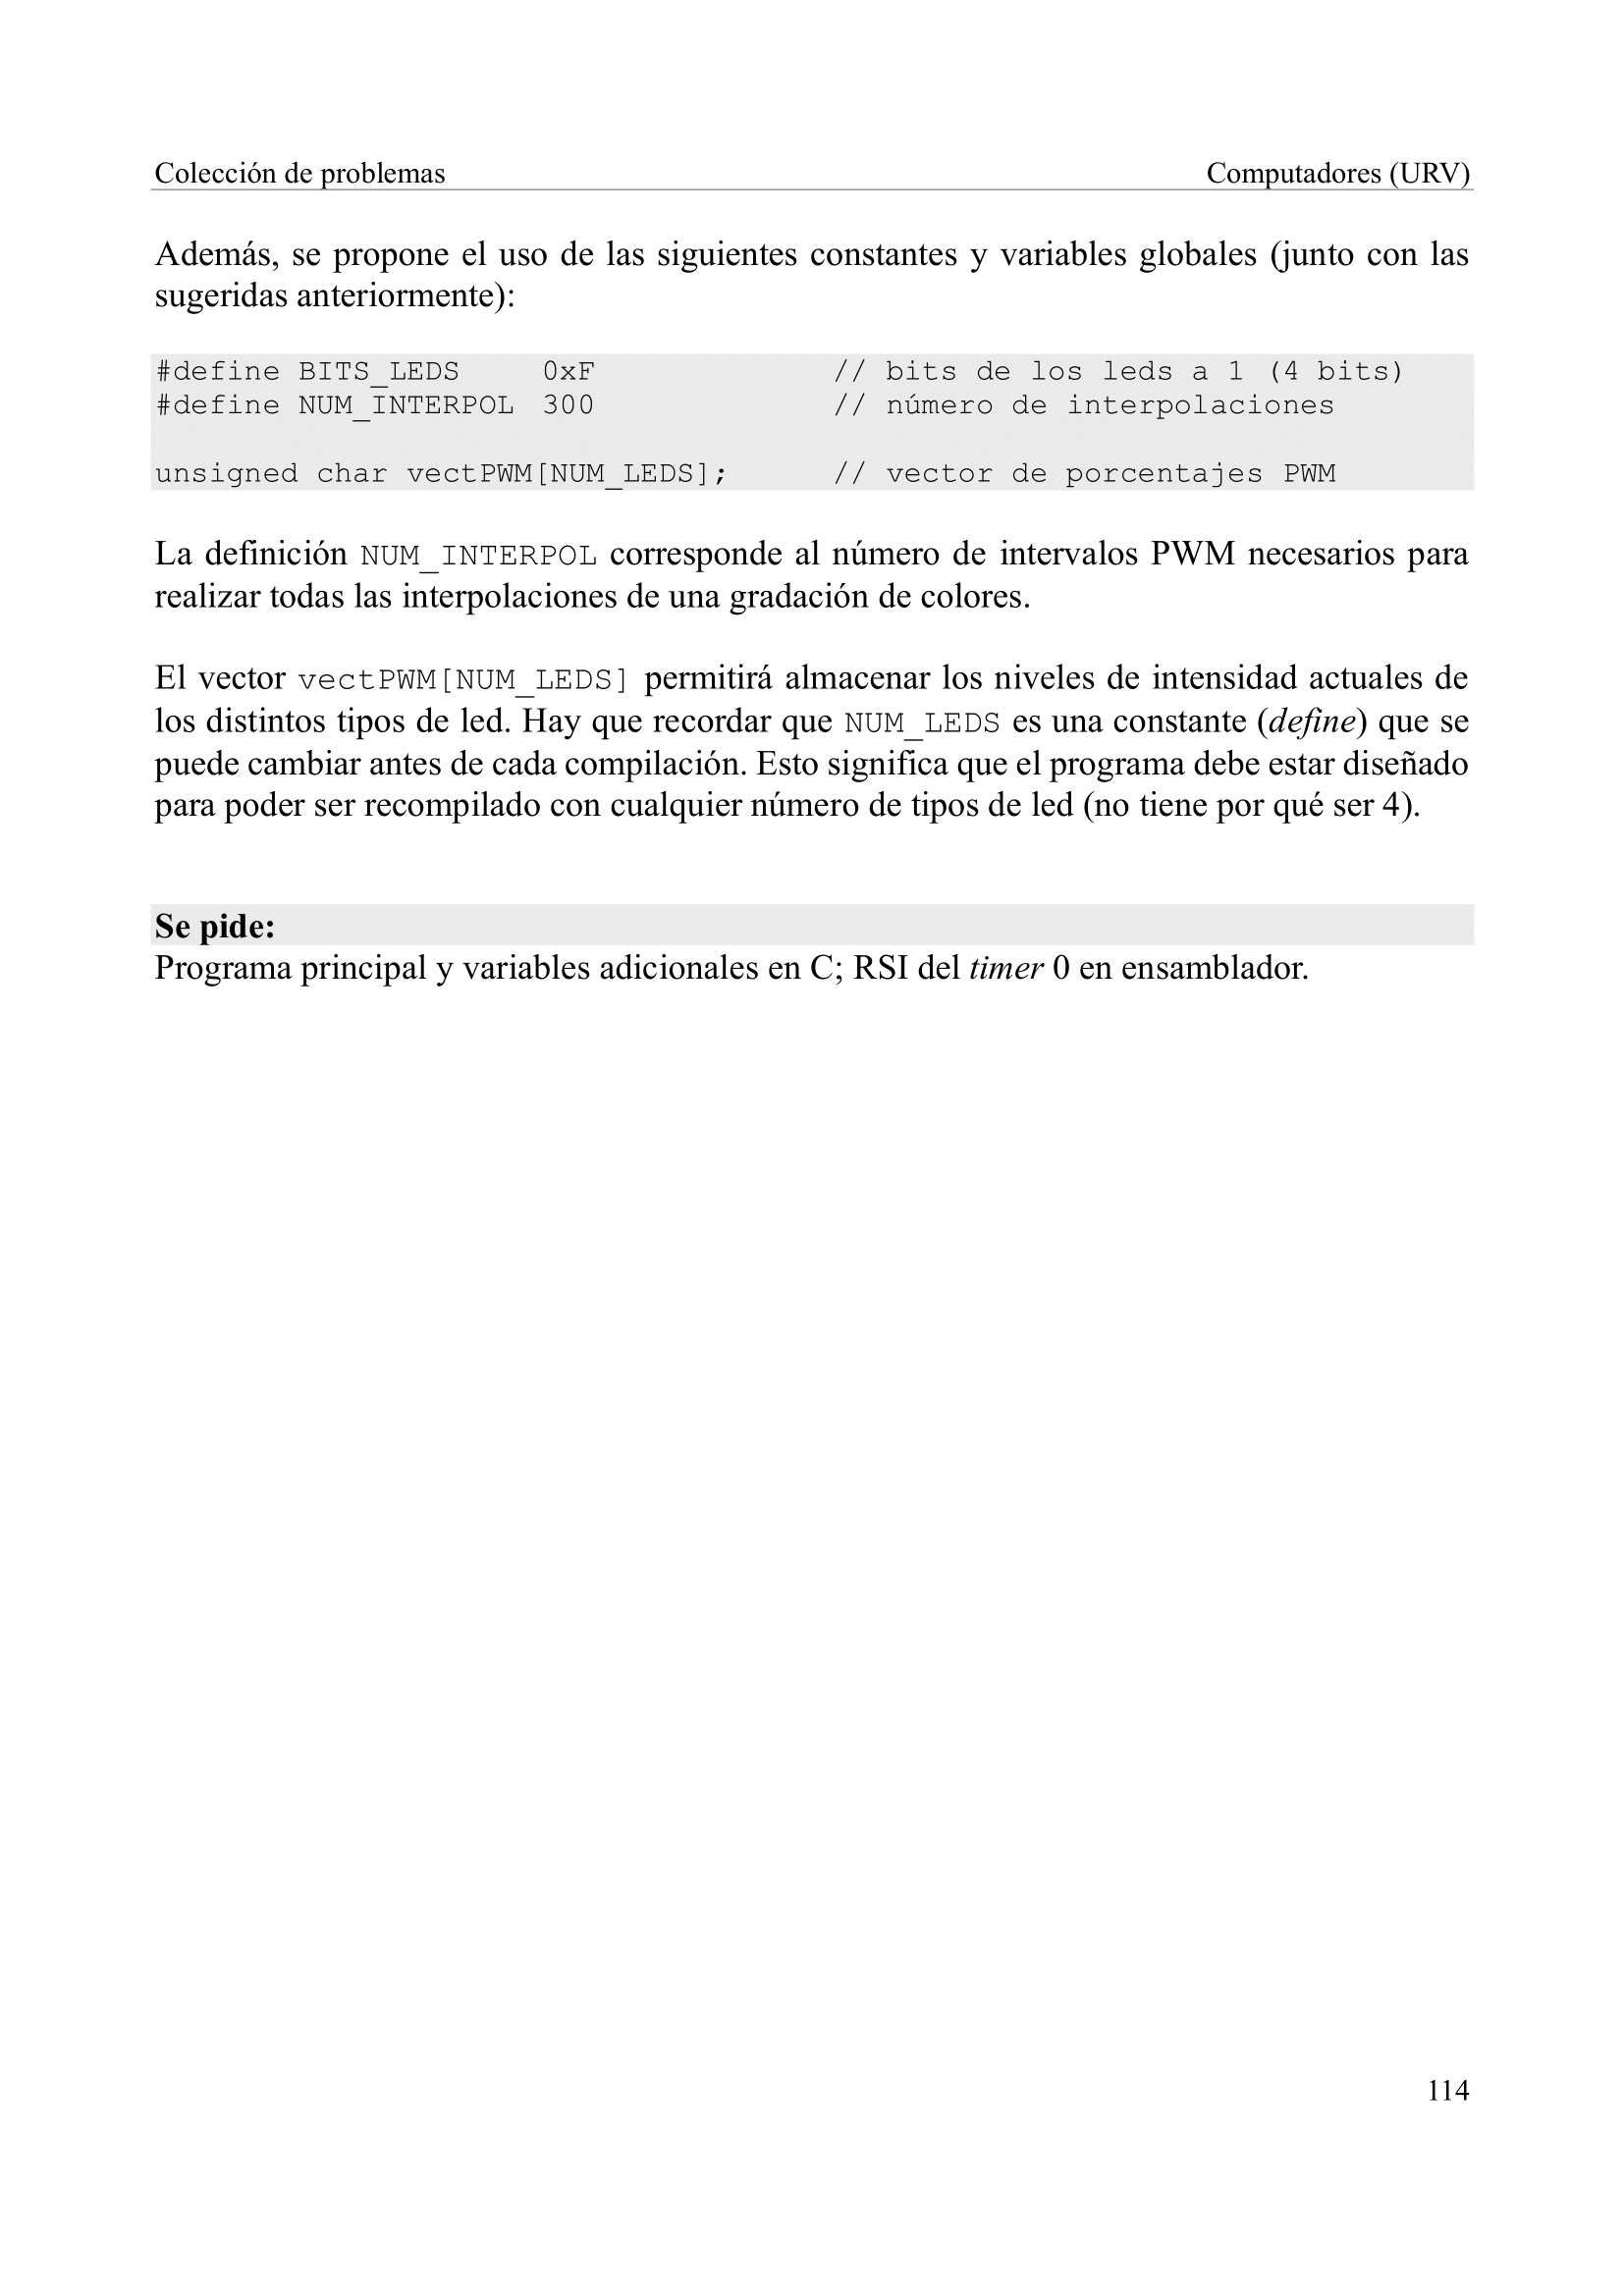 Colección de problemas Computadores (URV)
Además, se propone el uso de las siguientes constantes y variables globales (junto con las
sugeridas anteriormente):
#define BITS_LEDS 0xF // bits de los leds a 1 (4 bits)
#define NUM_INTERPOL 300 // número de interpolaciones
unsigned char vectPWM[NUM_LEDS]; // vector de porcentajes PWM
La definición NUM_INTERPOL corresponde al número de intervalos PWM necesarios para
realizar todas las interpolaciones de una gradación de colores.
El vector vectPWM[NUM_LEDS] permitirá almacenar los niveles de intensidad actuales de
los distintos tipos de led. Hay que recordar que NUM_LEDS es una constante (define) que se
puede cambiar antes de cada compilación. Esto significa que el programa debe estar diseñado
para poder ser recompilado con cualquier número de tipos de led (no tiene por qué ser 4).
Se pide:
Programa principal y variables adicionales en C; RSI del timer 0 en ensamblador.
114